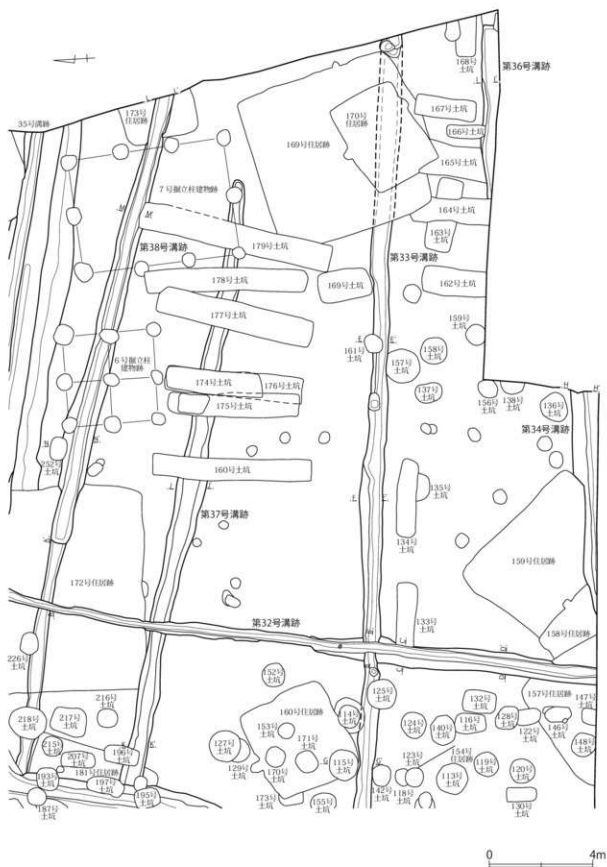 168号
土坑
第36号溝跡
173号
住居跡
170号
住居跡
167号土坑
35号溝跡
166号土坑
169号住居跡
165号土坑
7号掘立柱建物跡
164号土坑
163号
土坑
179号土坑
第38号溝跡
第33号溝跡
178号土坑
169号土坑
162号土坑
177号土坑
159号
土坑
161号
土坑
158号
土坑
157号
土坑
6号掘立柱
建物跡
174号土坑
176号土坑
137号
土坑
156号
土坑
138号
土坑
136号
土坑
175号土坑
第34号溝跡
252号
土坑
160号土坑
135号
土坑
第37号溝跡
134号
土坑
159号住居跡
172号住居跡
133号
土坑
158号住居跡
第32号溝跡
226号
土坑
152号
土坑
157号住居跡
147号
土坑
216号
土坑
125号
土坑
132号
土坑
160号住居跡
114号
土坑
218号
土坑
217号
土坑
153号
土坑
124号
土坑
140号
土坑
116号
土坑
128号
土坑
122号
土坑
146号
土坑
127号
土坑
171号
土坑
215号
土坑
207号
土坑
196号
土坑
129号
土坑
170号
土坑
115号
土坑
123号
土坑
154号
住居跡
119号
土坑
120号
土坑
148号
土坑
181号住居跡
193号
土坑
197号
土坑
195号
土坑
173号
土坑
155号
土坑
142号
土坑
118号
土坑
113号
土坑
130号
土坑
187号
土坑
0 4m